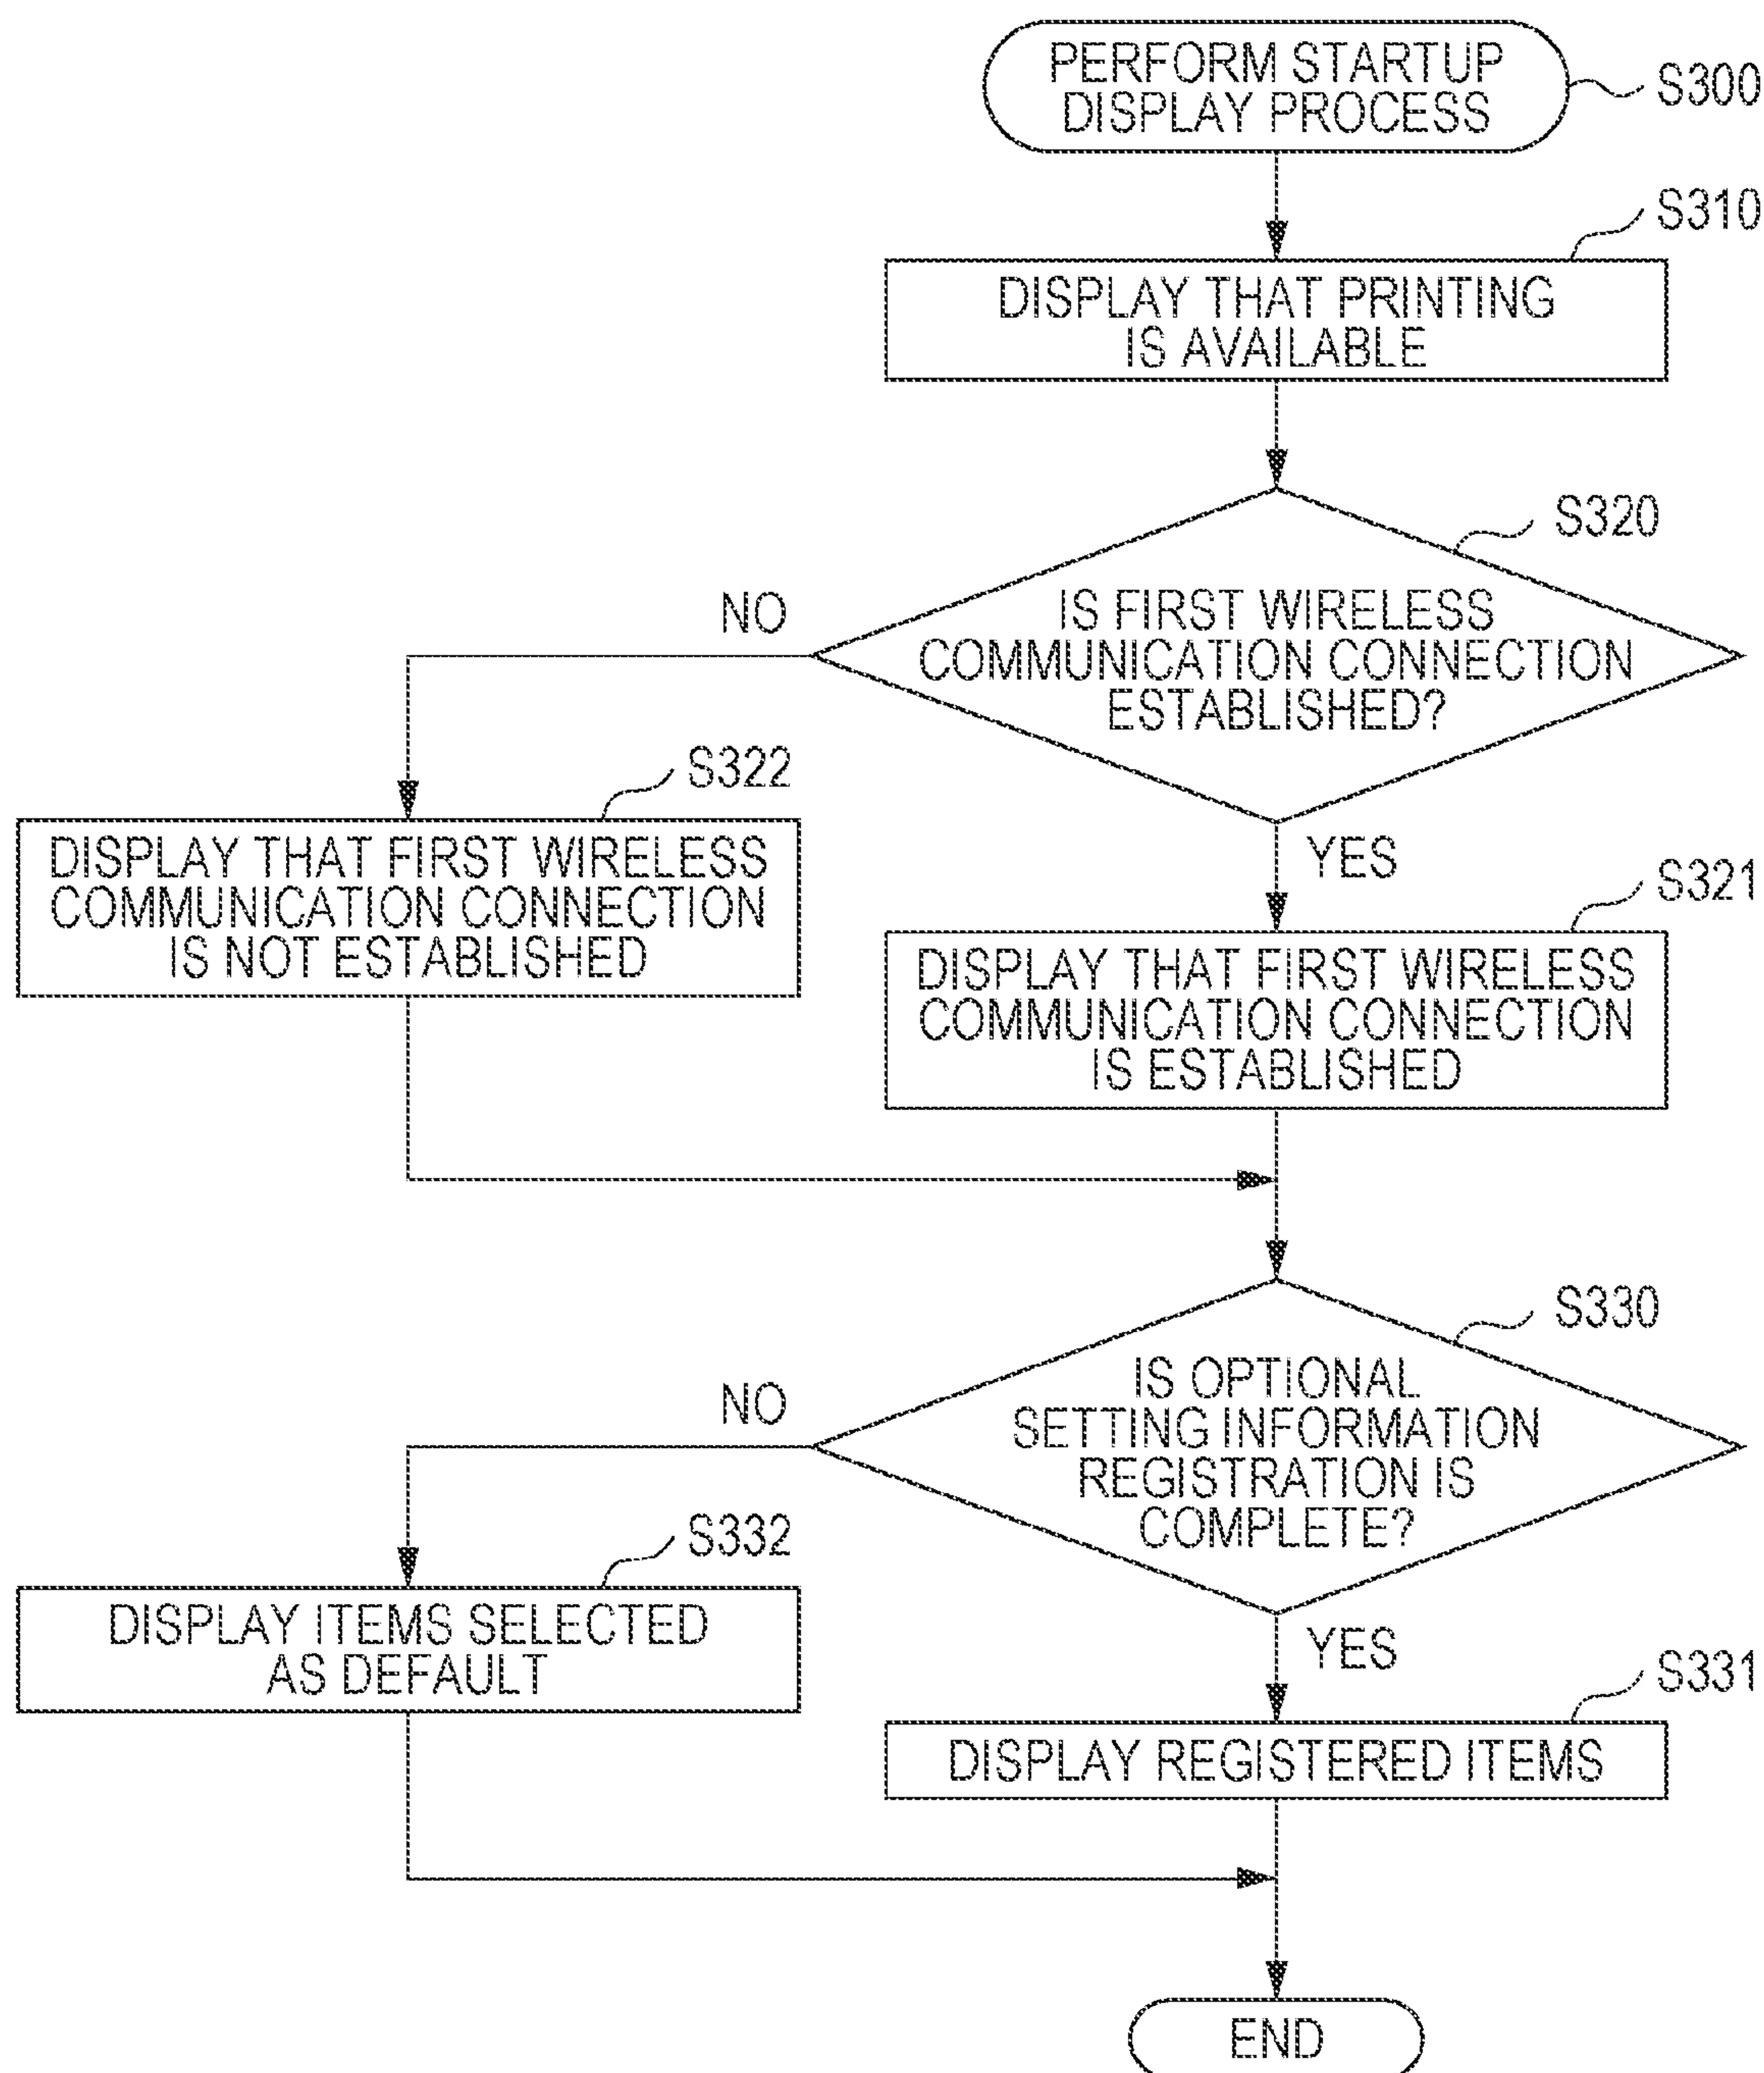 PERFORM STARTUP
DISPLAY PROCESS
S300
S310
DISPLAY THAT PRINTING
IS AVAILABLE
S320
IS FIRST WIRELESS
COMMUNICATION CONNECTION
ESTABLISHED?
NO
YES
S322
DISPLAY THAT FIRST WIRELESS
COMMUNICATION CONNECTION
IS NOT ESTABLISHED
S321
DISPLAY THAT FIRST WIRELESS
COMMUNICATION CONNECTION
IS ESTABLISHED
S330
IS OPTIONAL
SETTING INFORMATION
REGISTRATION IS
COMPLETE?
NO
YES
S332
DISPLAY ITEMS SELECTED
AS DEFAULT
S331
DISPLAY REGISTERED ITEMS
END